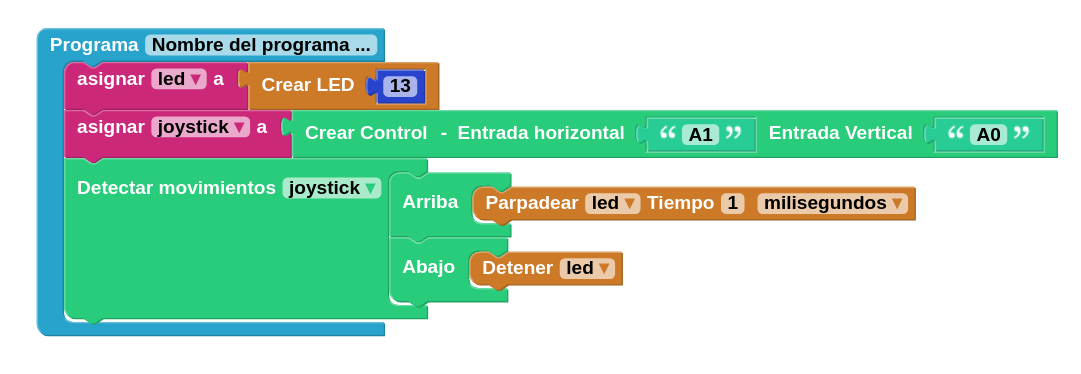 Programa Nombre del programa ...
asignar led ▾ a Crear LED 13
asignar joystick ▾ a Crear Control - Entrada horizontal “ A1 ” Entrada Vertical “ A0 ”
Detectar movimientos joystick ▾
Arriba Parpadear led ▾ Tiempo 1 milisegundos ▾
Abajo Detener led ▾